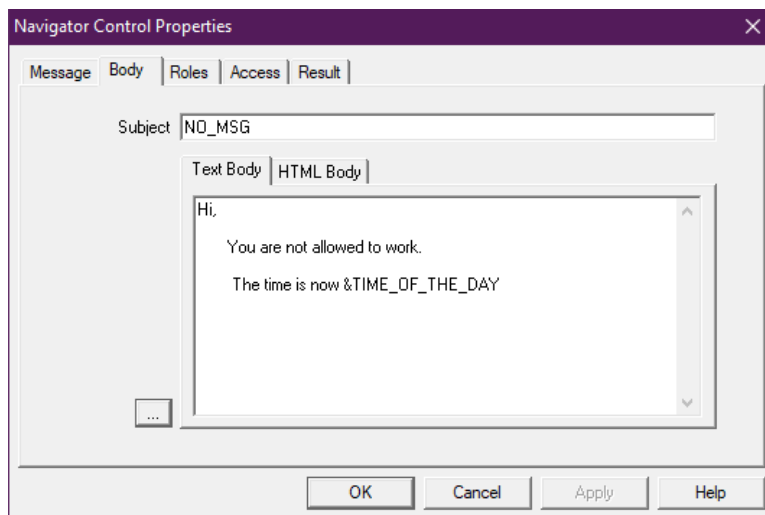 Navigator Control Properties
Message Body Roles Access Result
Subject NO_MSG
Text Body HTML Body
Hi,
You are not allowed to work.
The time is now &TIME_OF_THE_DAY
...
OK Cancel Apply Help